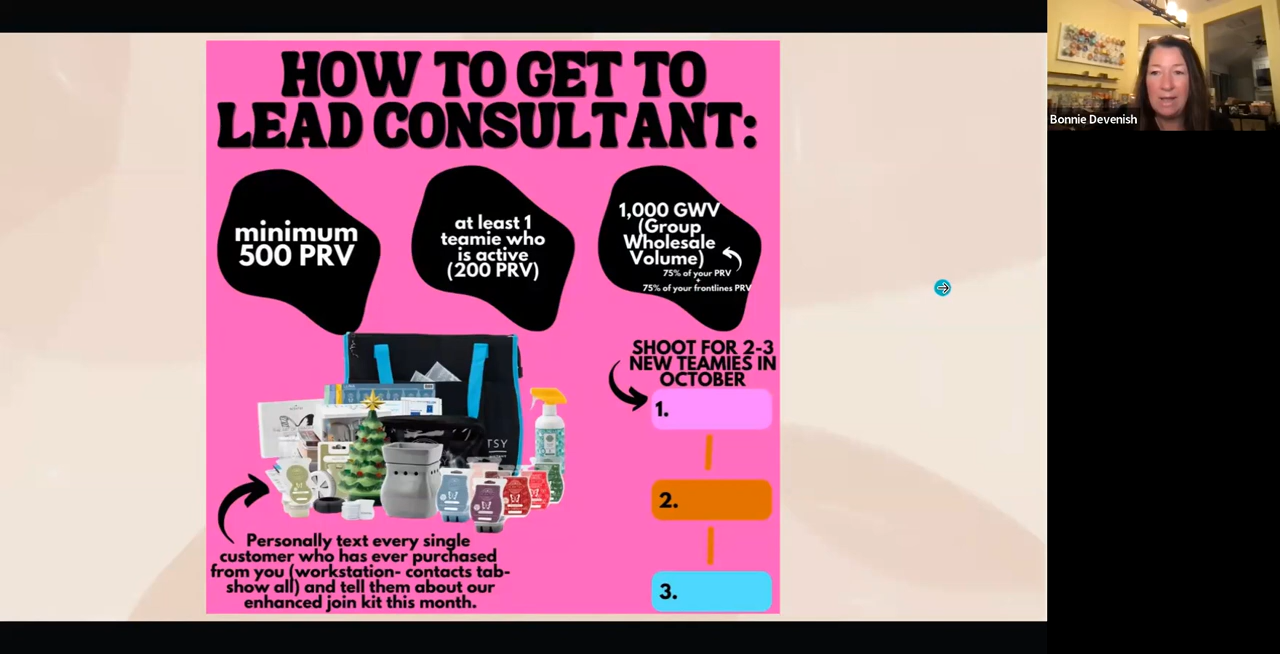 HOW TO GET TO
LEAD CONSULTANT:
minimum
500 PRV
at least 1
teamie who
is active
(200 PRV)
1,000 GWV
(Group
Wholesale
Volume)
75% of your PRV
+
75% of your frontlines PRV
SHOOT FOR 2-3
NEW TEAMIES IN
OCTOBER
1.
2.
3.
TSY
Personally text every single
customer who has ever purchased
from you (workstation- contacts tab-
show all) and tell them about our
enhanced join kit this month.
Bonnie Devenish